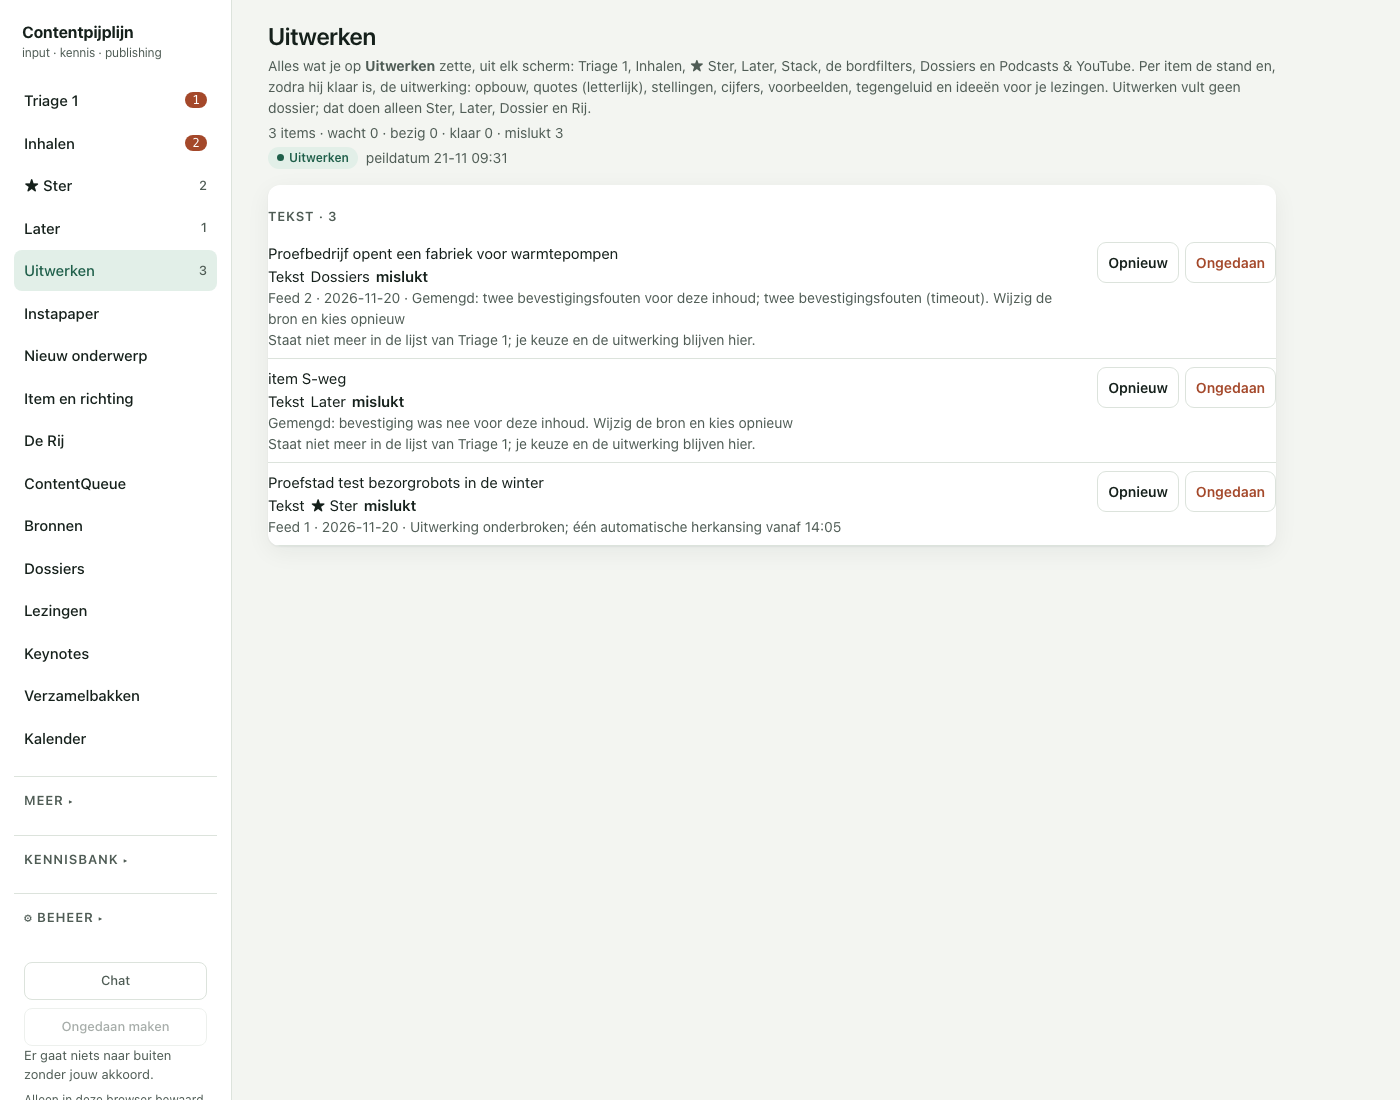 Contentpijplijn
input · kennis · publishing
Triage 1 1
Inhalen 2
★ Ster 2
Later 1
Uitwerken 3
Instapaper
Nieuw onderwerp
Item en richting
De Rij
ContentQueue
Bronnen
Dossiers
Lezingen
Keynotes
Verzamelbakken
Kalender
MEER ▸
KENNISBANK ▸
⚙ BEHEER ▸
Chat
Ongedaan maken
Er gaat niets naar buiten
zonder jouw akkoord.
Alleen in deze browser bewaard
Uitwerken
Alles wat je op Uitwerken zette, uit elk scherm: Triage 1, Inhalen, ★ Ster, Later, Stack, de bordfilters, Dossiers en Podcasts & YouTube. Per item de stand en,
zodra hij klaar is, de uitwerking: opbouw, quotes (letterlijk), stellingen, cijfers, voorbeelden, tegengeluid en ideeën voor je lezingen. Uitwerken vult geen
dossier; dat doen alleen Ster, Later, Dossier en Rij.
3 items · wacht 0 · bezig 0 · klaar 0 · mislukt 3
● Uitwerken peildatum 21-11 09:31
TEKST · 3
Proefbedrijf opent een fabriek voor warmtepompen
Tekst Dossiers mislukt
Feed 2 · 2026-11-20 · Gemengd: twee bevestigingsfouten voor deze inhoud; twee bevestigingsfouten (timeout). Wijzig de
bron en kies opnieuw
Staat niet meer in de lijst van Triage 1; je keuze en de uitwerking blijven hier.
Opnieuw Ongedaan
item S-weg
Tekst Later mislukt
Gemengd: bevestiging was nee voor deze inhoud. Wijzig de bron en kies opnieuw
Staat niet meer in de lijst van Triage 1; je keuze en de uitwerking blijven hier.
Opnieuw Ongedaan
Proefstad test bezorgrobots in de winter
Tekst ★ Ster mislukt
Feed 1 · 2026-11-20 · Uitwerking onderbroken; één automatische herkansing vanaf 14:05
Opnieuw Ongedaan